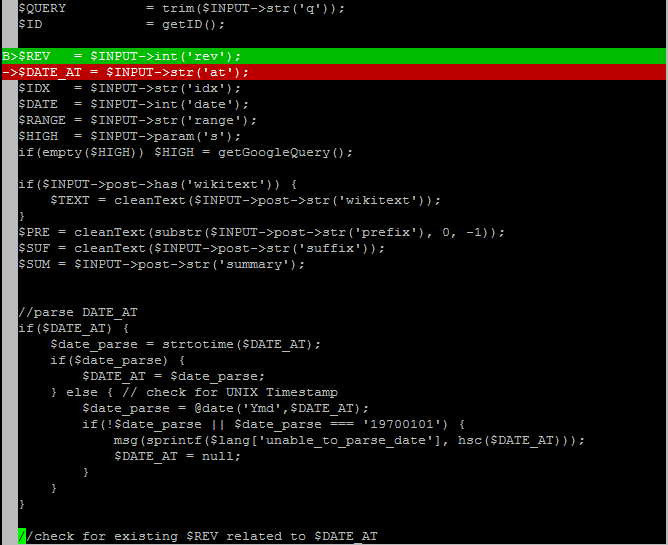 $QUERY          = trim($INPUT->str('q'));
$ID             = getID();
B>$REV   = $INPUT->int('rev');
->$DATE_AT = $INPUT->str('at');
$IDX   = $INPUT->str('idx');
$DATE  = $INPUT->int('date');
$RANGE = $INPUT->str('range');
$HIGH  = $INPUT->param('s');
if(empty($HIGH)) $HIGH = getGoogleQuery();
if($INPUT->post->has('wikitext')) {
    $TEXT = cleanText($INPUT->post->str('wikitext'));
}
$PRE = cleanText(substr($INPUT->post->str('prefix'), 0, -1));
$SUF = cleanText($INPUT->post->str('suffix'));
$SUM = $INPUT->post->str('summary');
//parse DATE_AT
if($DATE_AT) {
    $date_parse = strtotime($DATE_AT);
    if($date_parse) {
        $DATE_AT = $date_parse;
    } else { // check for UNIX Timestamp
        $date_parse = @date('Ymd',$DATE_AT);
        if(!$date_parse || $date_parse === '19700101') {
            msg(sprintf($lang['unable_to_parse_date'], hsc($DATE_AT)));
            $DATE_AT = null;
        }
    }
}
//check for existing $REV related to $DATE_AT